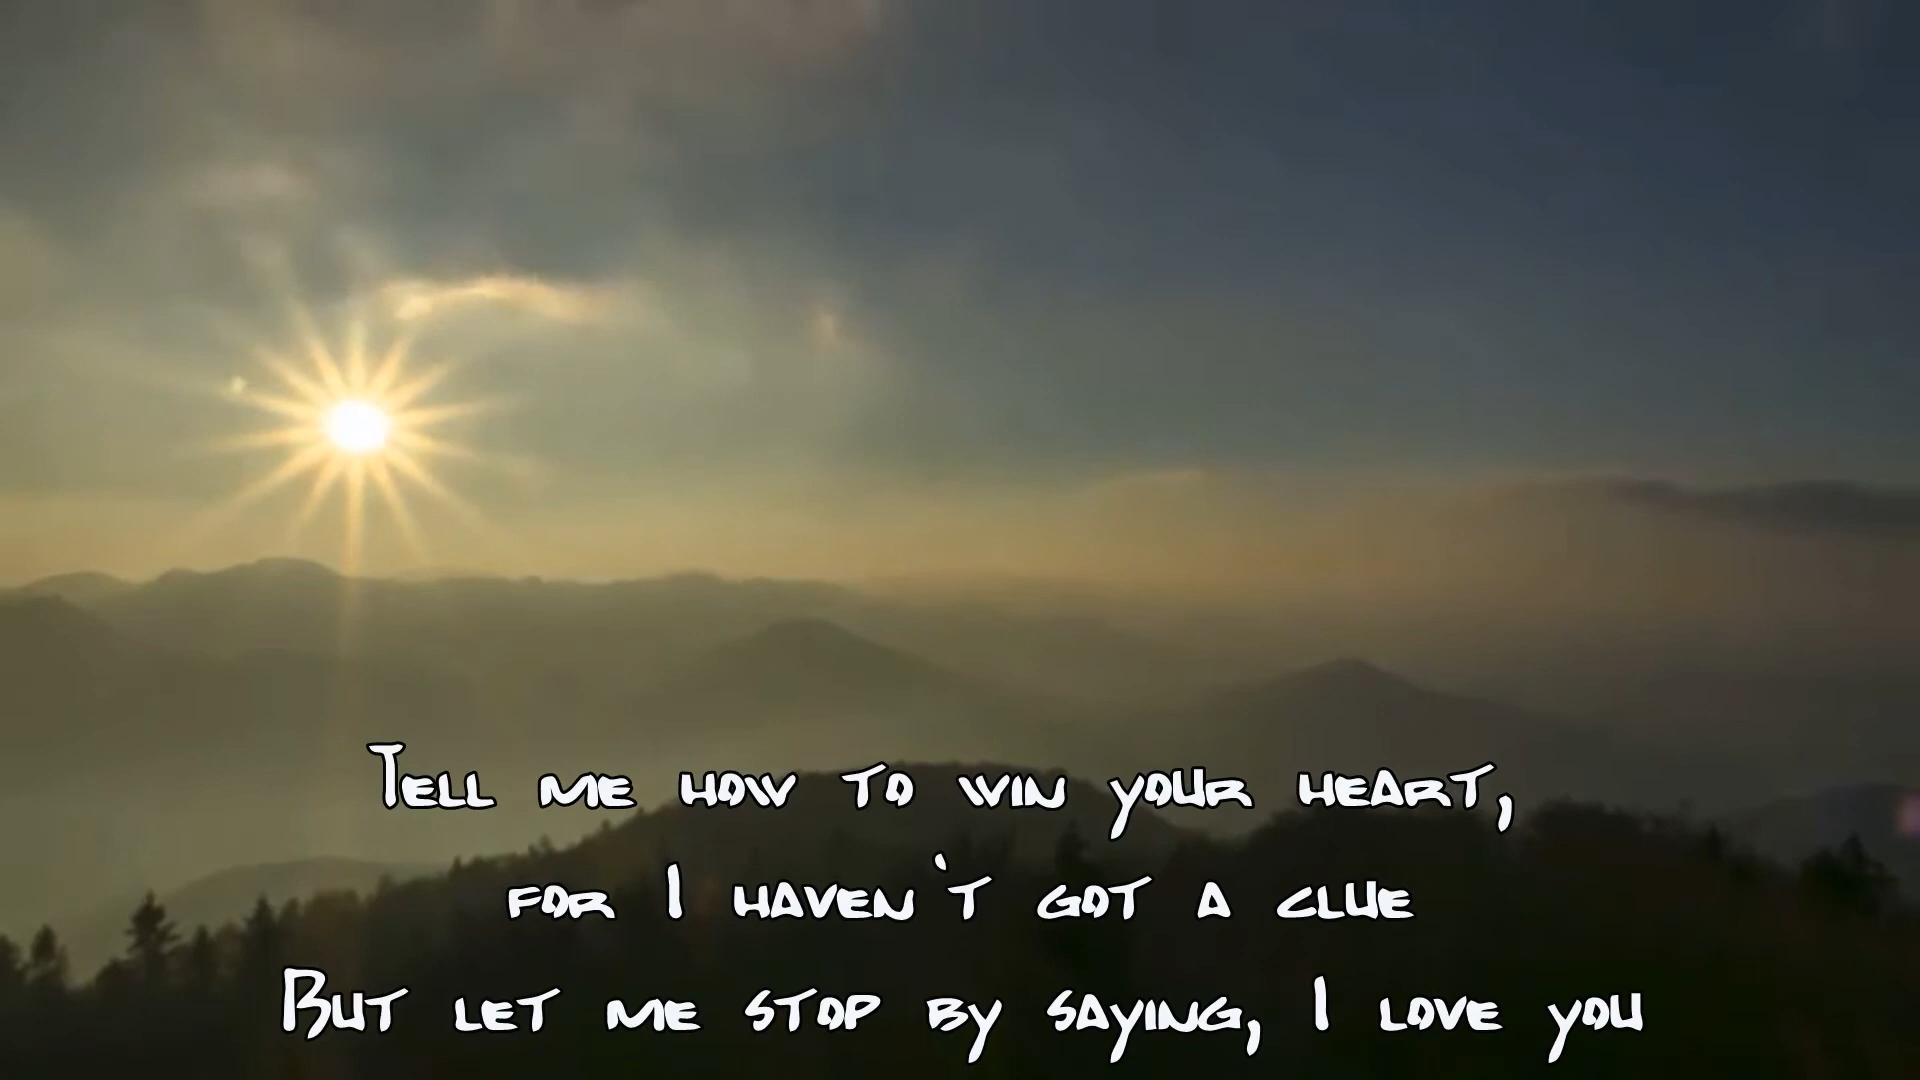 Tell me how to win your heart,
for I haven't got a clue
But let me stop by saying, I love you